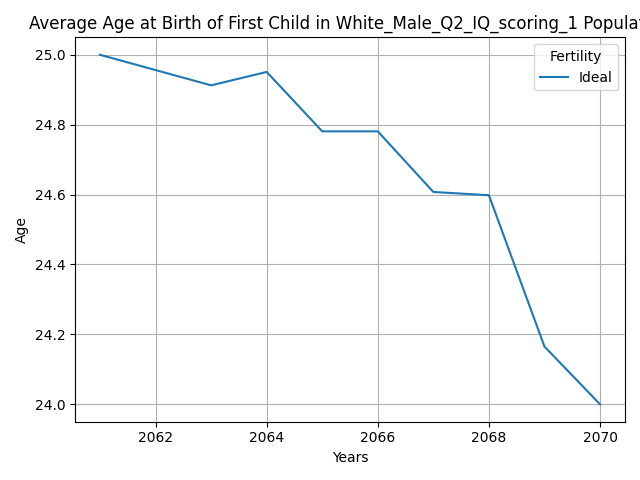 Average Age at Birth of First Child in White_Male_Q2_IQ_scoring_1
Fertility
Ideal
25.0
24.8
24.6
24.4
24.2
24.0
Age
2062 2064 2066 2068 2070
Years